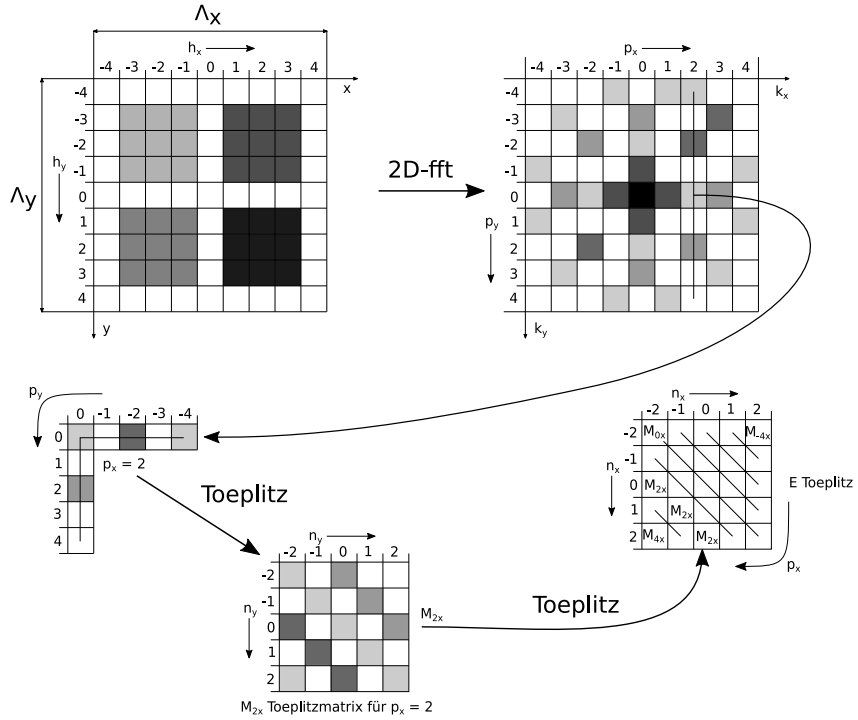 Λx
hx
-4 -3 -2 -1 0 1 2 3 4
x
Λy
hy
-4
-3
-2
-1
0
1
2
3
4
y
2D-fft
px
-4 -3 -2 -1 0 1 2 3 4
kx
py
-4
-3
-2
-1
0
1
2
3
4
ky
py
0 -1 -2 -3 -4
0
1
2
3
4
px = 2
Toeplitz
ny
-2 -1 0 1 2
ny
-2
-1
0
1
2
M2x
M2x Toeplitzmatrix für px = 2
Toeplitz
nx
-2 -1 0 1 2
nx
-2 M0x M-4x
-1
0 M2x
1 M2x
2 M4x M2x
E Toeplitz
px